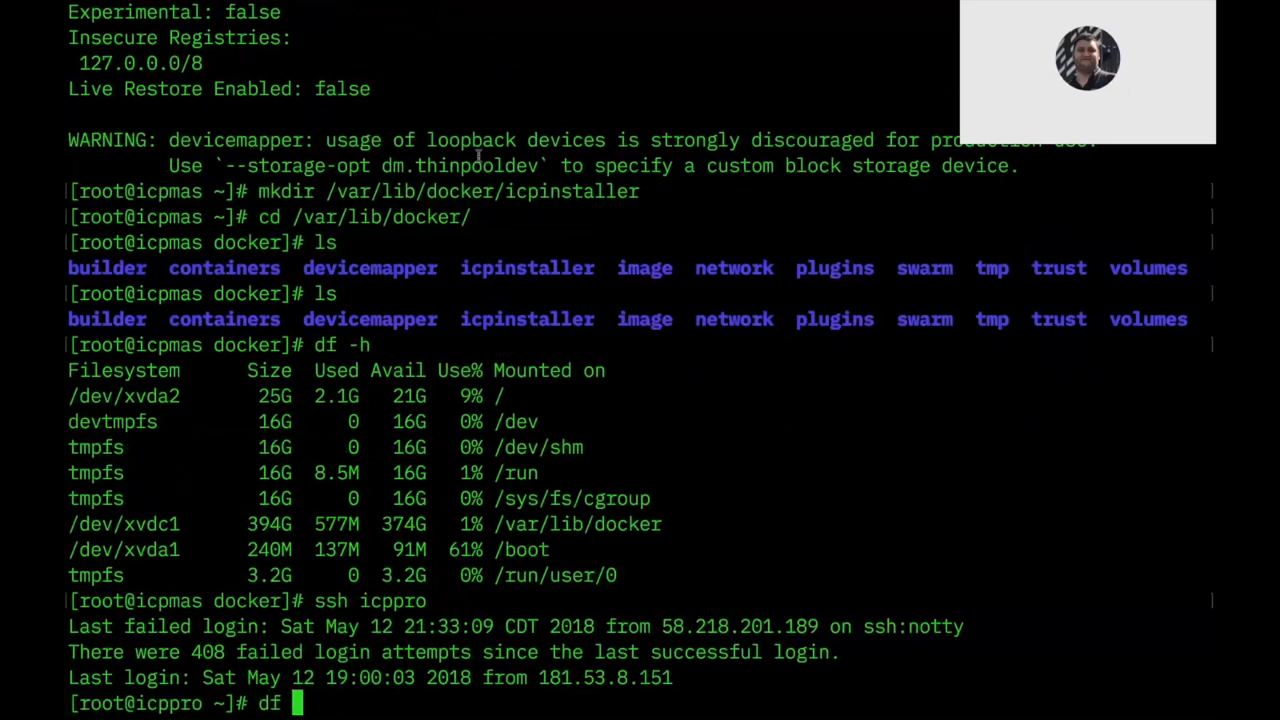 Experimental: false
Insecure Registries:
127.0.0.0/8
Live Restore Enabled: false
WARNING: devicemapper: usage of loopback devices is strongly discouraged for
Use `--storage-opt dm.thinpooldev` to specify a custom block storage device.
[root@icpmas ~]# mkdir /var/lib/docker/icpinstaller
[root@icpmas ~]# cd /var/lib/docker/
[root@icpmas docker]# ls
builder containers devicemapper icpinstaller image network plugins swarm tmp trust volumes
[root@icpmas docker]# ls
builder containers devicemapper icpinstaller image network plugins swarm tmp trust volumes
[root@icpmas docker]# df -h
Filesystem Size Used Avail Use% Mounted on
/dev/xvda2 25G 2.1G 21G 9% /
devtmpfs 16G 0 16G 0% /dev
tmpfs 16G 0 16G 0% /dev/shm
tmpfs 16G 8.5M 16G 1% /run
tmpfs 16G 0 16G 0% /sys/fs/cgroup
/dev/xvdc1 394G 577M 374G 1% /var/lib/docker
/dev/xvda1 240M 137M 91M 61% /boot
tmpfs 3.2G 0 3.2G 0% /run/user/0
[root@icpmas docker]# ssh icppro
Last failed login: Sat May 12 21:33:09 CDT 2018 from 58.218.201.189 on ssh:notty
There were 408 failed login attempts since the last successful login.
Last login: Sat May 12 19:00:03 2018 from 181.53.8.151
[root@icppro ~]# df